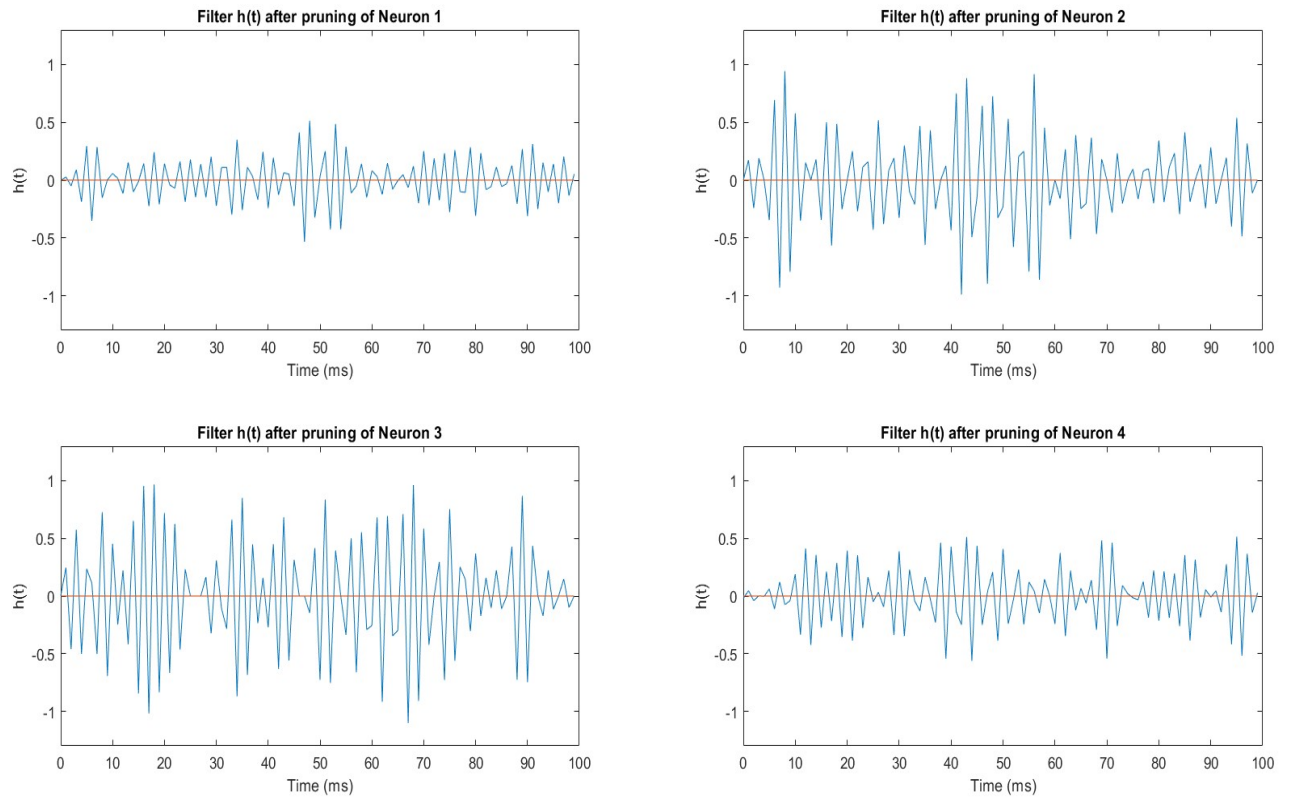 Filter h(t) after pruning of Neuron 1
h(t)
1
0.5
0
-0.5
-1
0 10 20 30 40 50 60 70 80 90 100
Time (ms)
Filter h(t) after pruning of Neuron 2
h(t)
1
0.5
0
-0.5
-1
0 10 20 30 40 50 60 70 80 90 100
Time (ms)
Filter h(t) after pruning of Neuron 3
h(t)
1
0.5
0
-0.5
-1
0 10 20 30 40 50 60 70 80 90 100
Time (ms)
Filter h(t) after pruning of Neuron 4
h(t)
1
0.5
0
-0.5
-1
0 10 20 30 40 50 60 70 80 90 100
Time (ms)